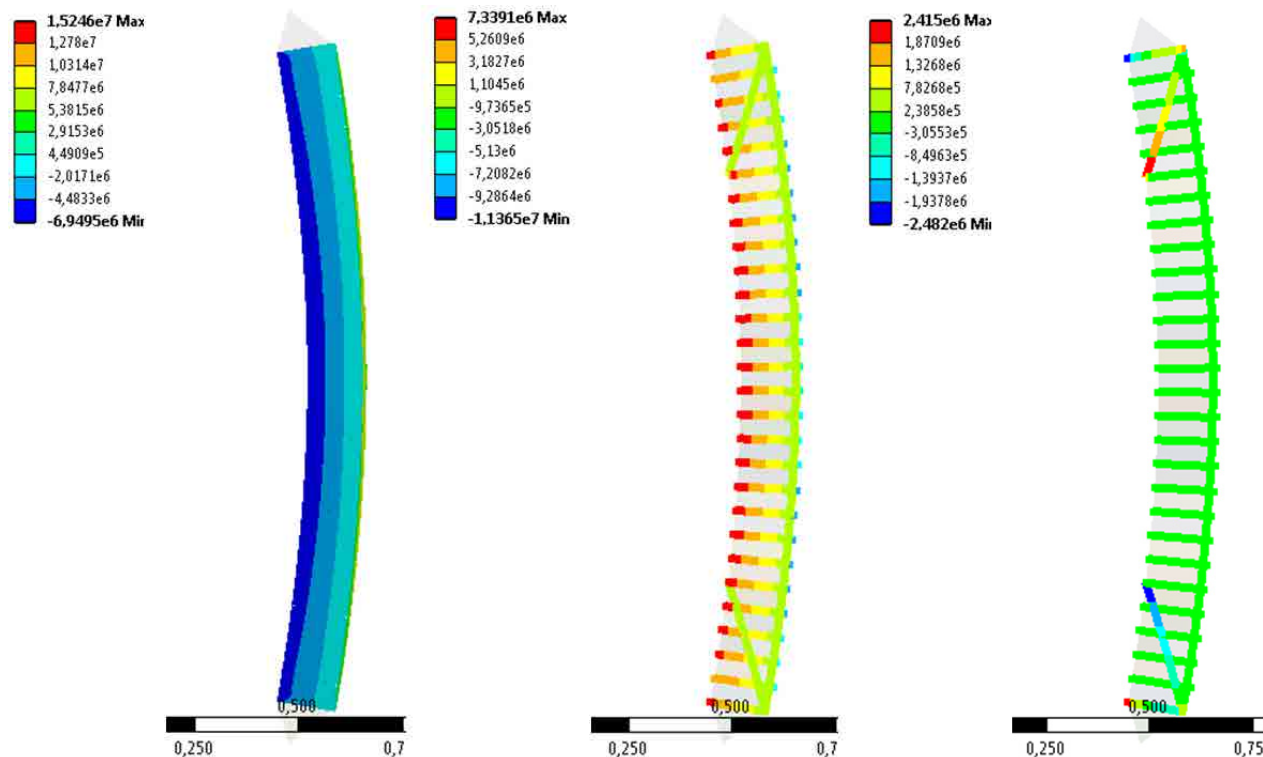 1,5246e7 Max
1,278e7
1,0314e7
7,8477e6
5,3815e6
2,9153e6
4,4909e5
-2,0171e6
-4,4833e6
-6,9495e6 Min
0,500
0,250
0,7
7,3391e6 Max
5,2609e6
3,1827e6
1,1045e6
-9,7365e5
-3,0518e6
-5,13e6
-7,2082e6
-9,2864e6
-1,1365e7 Min
0,500
0,250
0,7
2,415e6 Max
1,8709e6
1,3268e6
7,8268e5
2,3858e5
-3,0553e5
-8,4963e5
-1,3937e6
-1,9378e6
-2,482e6 Min
0,500
0,250
0,75